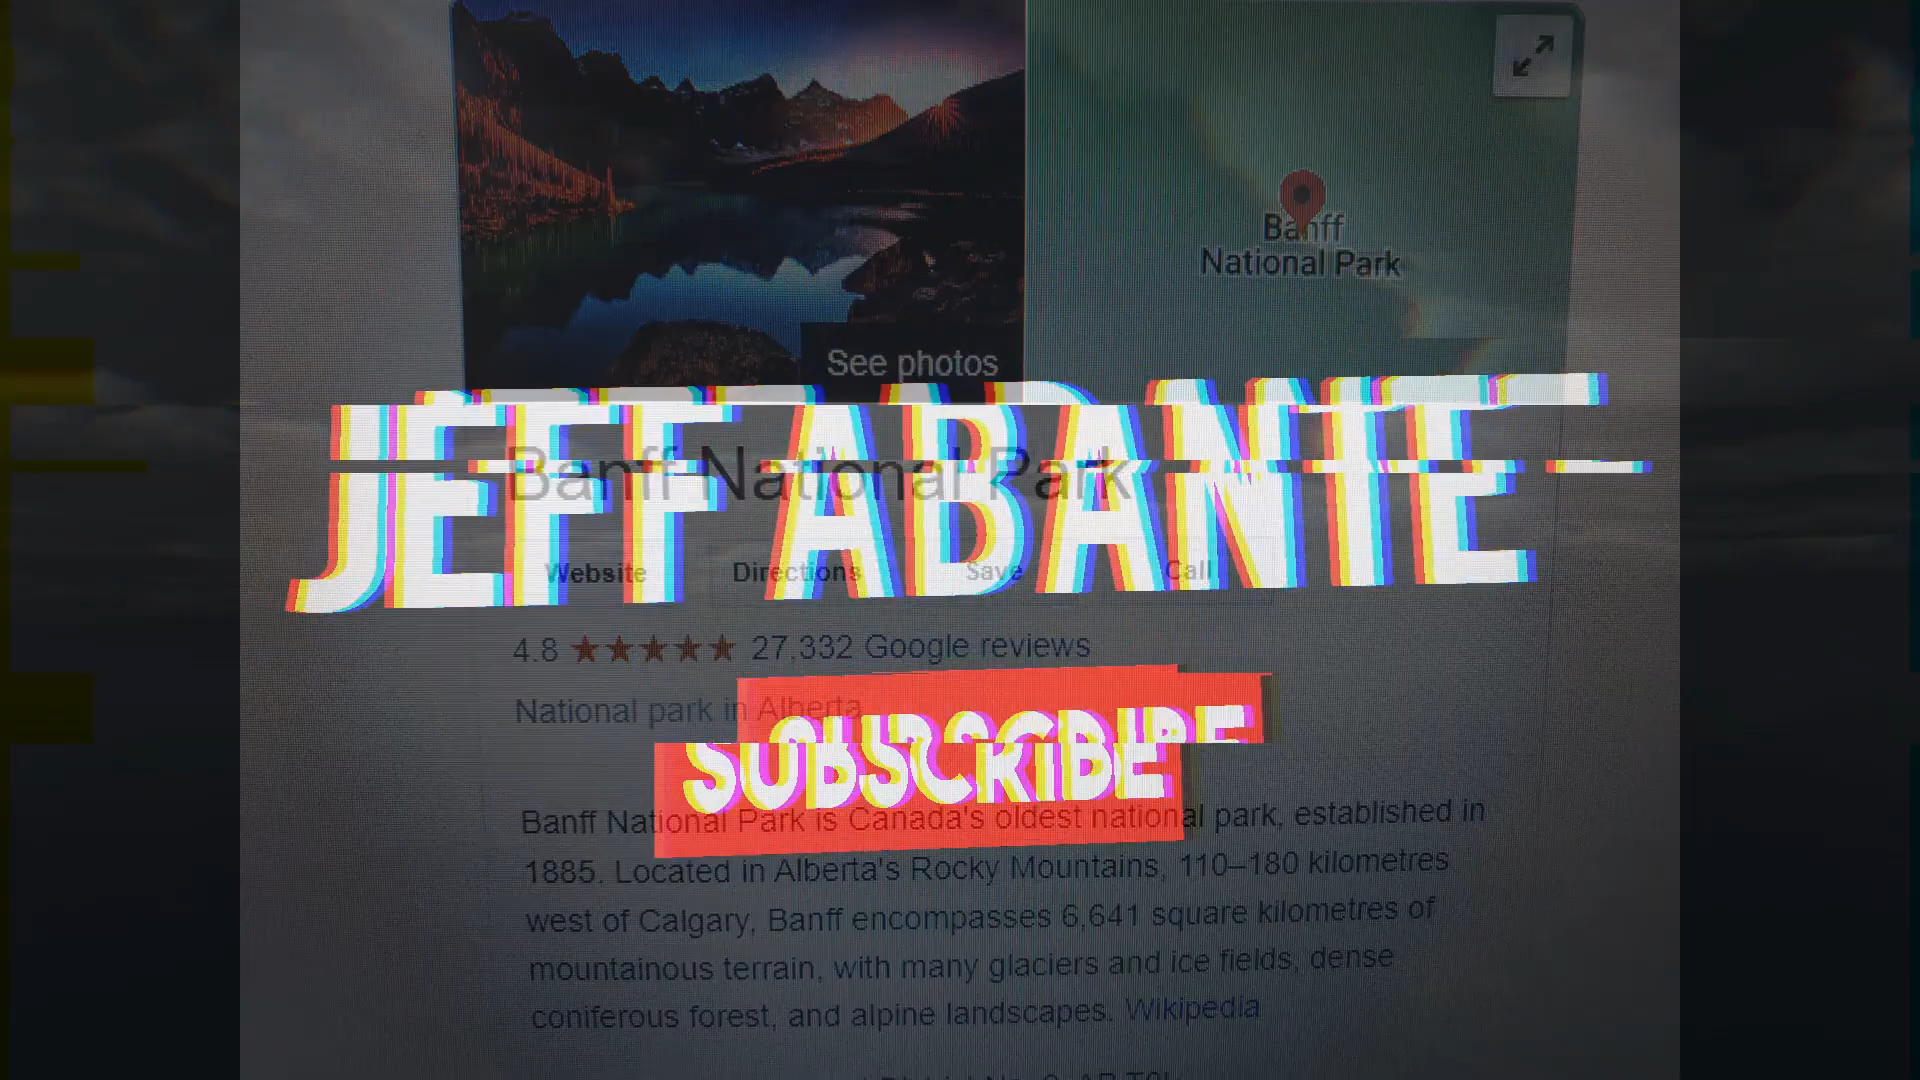 Banff
National Park
See photos
JEFF ABANTE
Banff National Park
Website Directions Save Call
4.8 ★★★★★ 27,332 Google reviews
National park in Alberta
SUBSCRIBE
Banff National Park is Canada's oldest national park, established in
1885. Located in Alberta's Rocky Mountains, 110–180 kilometres
west of Calgary, Banff encompasses 6,641 square kilometres of
mountainous terrain, with many glaciers and ice fields, dense
coniferous forest, and alpine landscapes. Wikipedia